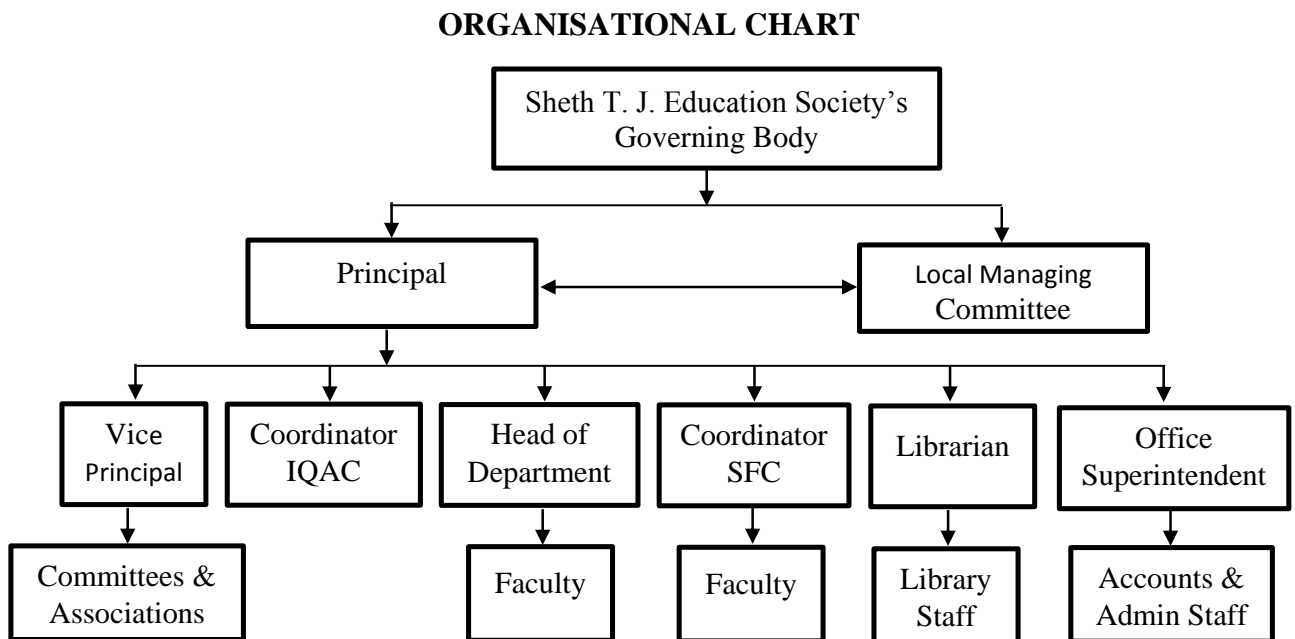 ORGANISATIONAL CHART
Sheth T. J. Education Society’s
Governing Body
Principal
Local Managing
Committee
Vice
Principal
Coordinator
IQAC
Head of
Department
Coordinator
SFC
Librarian
Office
Superintendent
Committees &
Associations
Faculty
Faculty
Library
Staff
Accounts &
Admin Staff